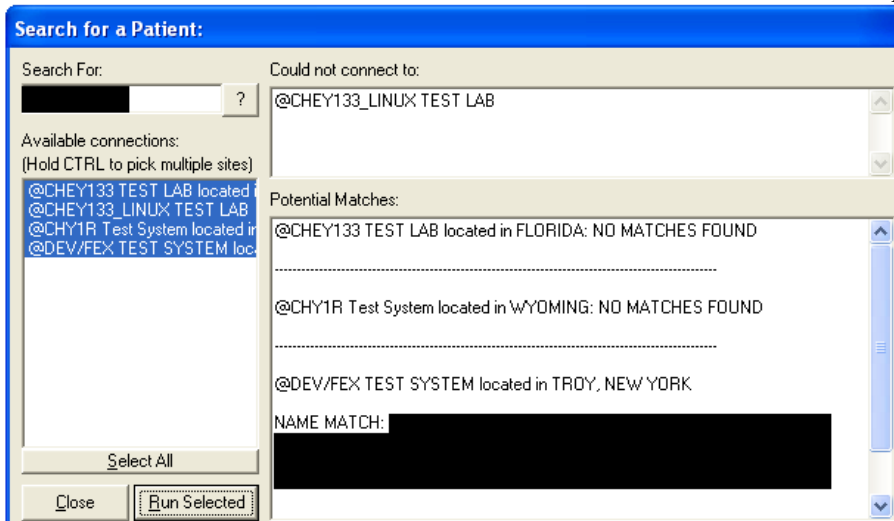 Search for a Patient:
Search For:
?
Available connections:
(Hold CTRL to pick multiple sites)
@CHEY133 TEST LAB located i
@CHEY133_LINUX TEST LAB
@CHY1R Test System located in
@DEV/FEX TEST SYSTEM loc
Select All
Close
Run Selected
Could not connect to:
@CHEY133_LINUX TEST LAB
Potential Matches:
@CHEY133 TEST LAB located in FLORIDA: NO MATCHES FOUND
@CHY1R Test System located in WYOMING: NO MATCHES FOUND
@DEV/FEX TEST SYSTEM located in TROY, NEW YORK
NAME MATCH: